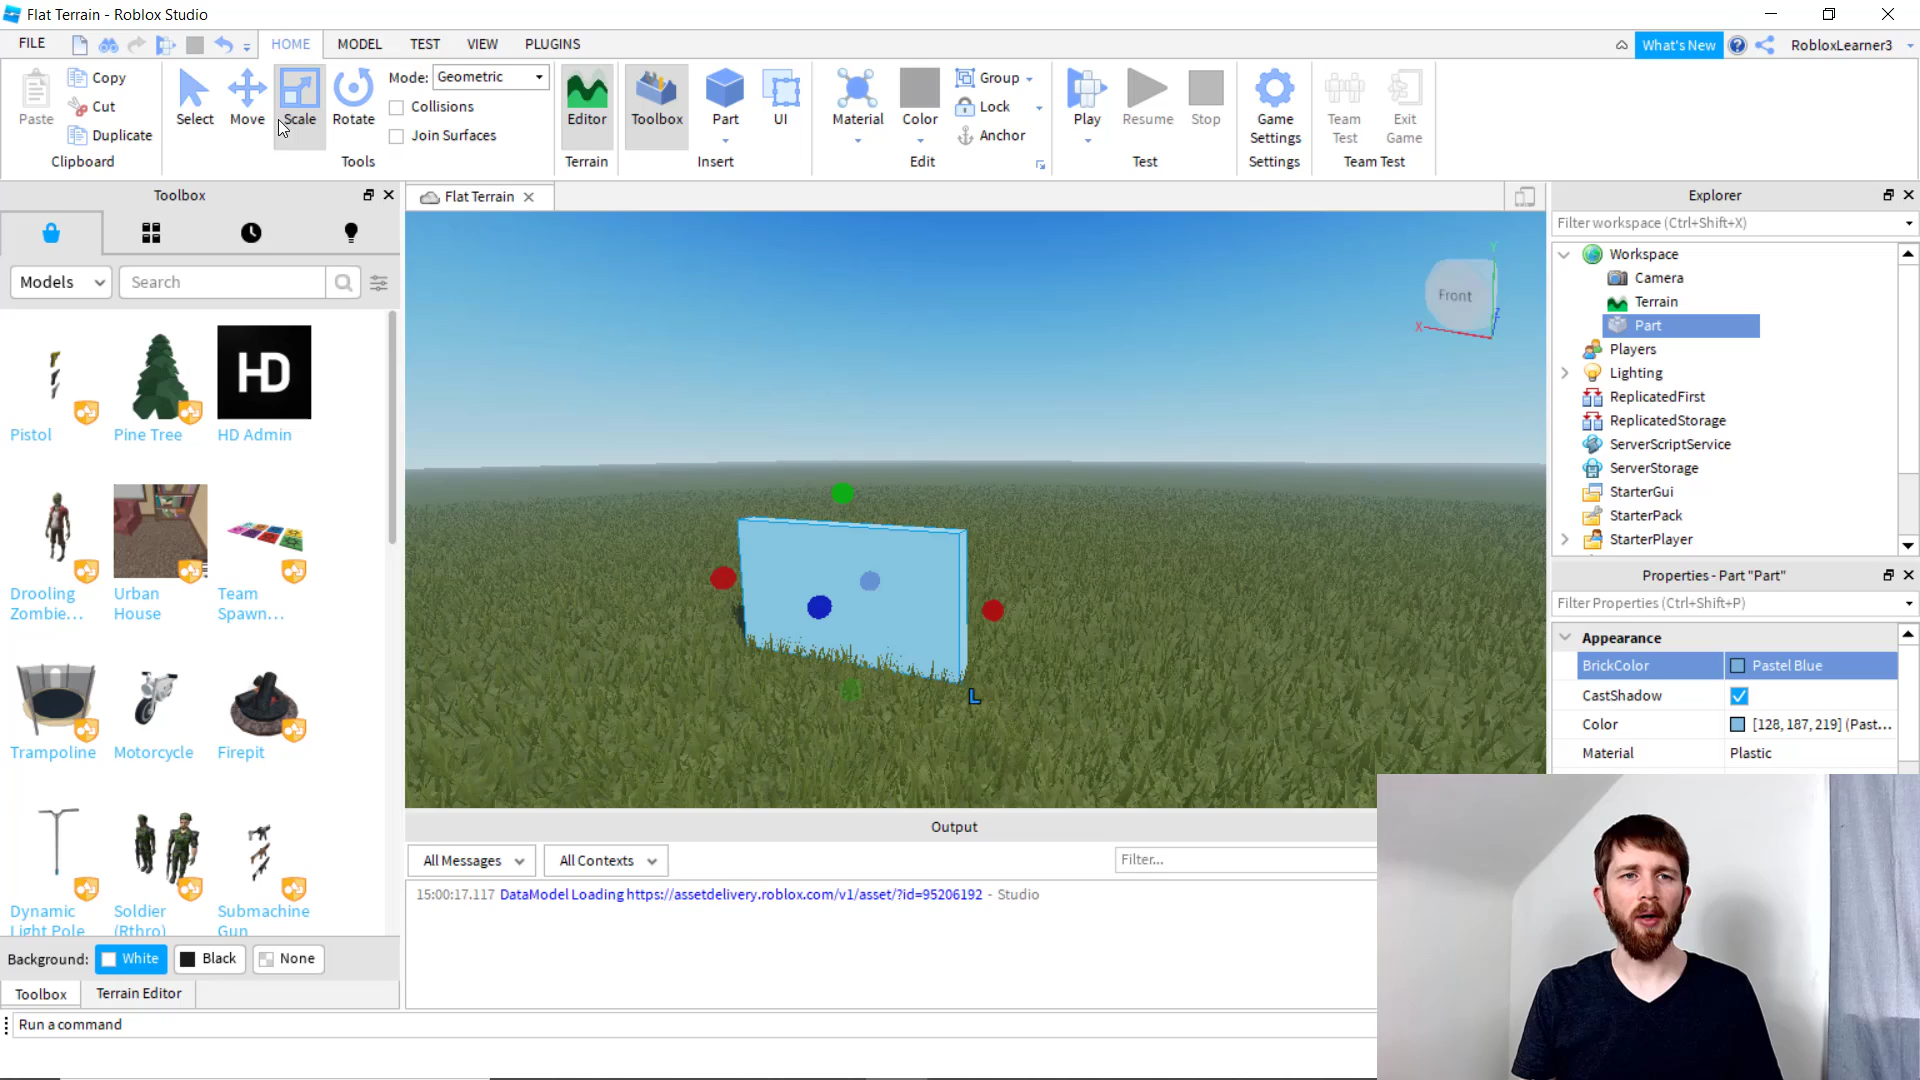 Flat Terrain - Roblox Studio
FILE
HOME
MODEL
TEST
VIEW
PLUGINS
What's New
RobloxLearner3
Paste
Copy
Cut
Duplicate
Clipboard
Select
Move
Scale
Rotate
Mode:
Geometric
Collisions
Join Surfaces
Tools
Editor
Terrain
Toolbox
Part
UI
Insert
Material
Color
Group
Lock
Anchor
Edit
Play
Resume
Stop
Test
Game
Settings
Settings
Team
Test
Exit
Game
Team Test
Toolbox
Models
Search
HD
Pistol
Pine Tree
HD Admin
Drooling
Zombie...
Urban
House
Team
Spawn...
Trampoline
Motorcycle
Firepit
Dynamic
Light Pole
Soldier
(Rthro)
Submachine
Gun
Background:
White
Black
None
Toolbox
Terrain Editor
Run a command
Flat Terrain
Y
Front
X
Z
L
Output
All Messages
All Contexts
Filter...
15:00:17.117 DataModel Loading https://assetdelivery.roblox.com/v1/asset/?id=95206192 - Studio
Explorer
Filter workspace (Ctrl+Shift+X)
Workspace
Camera
Terrain
Part
Players
Lighting
ReplicatedFirst
ReplicatedStorage
ServerScriptService
ServerStorage
StarterGui
StarterPack
StarterPlayer
Properties - Part "Part"
Filter Properties (Ctrl+Shift+P)
Appearance
BrickColor
Pastel Blue
CastShadow
Color
[128, 187, 219] (Past...
Material
Plastic